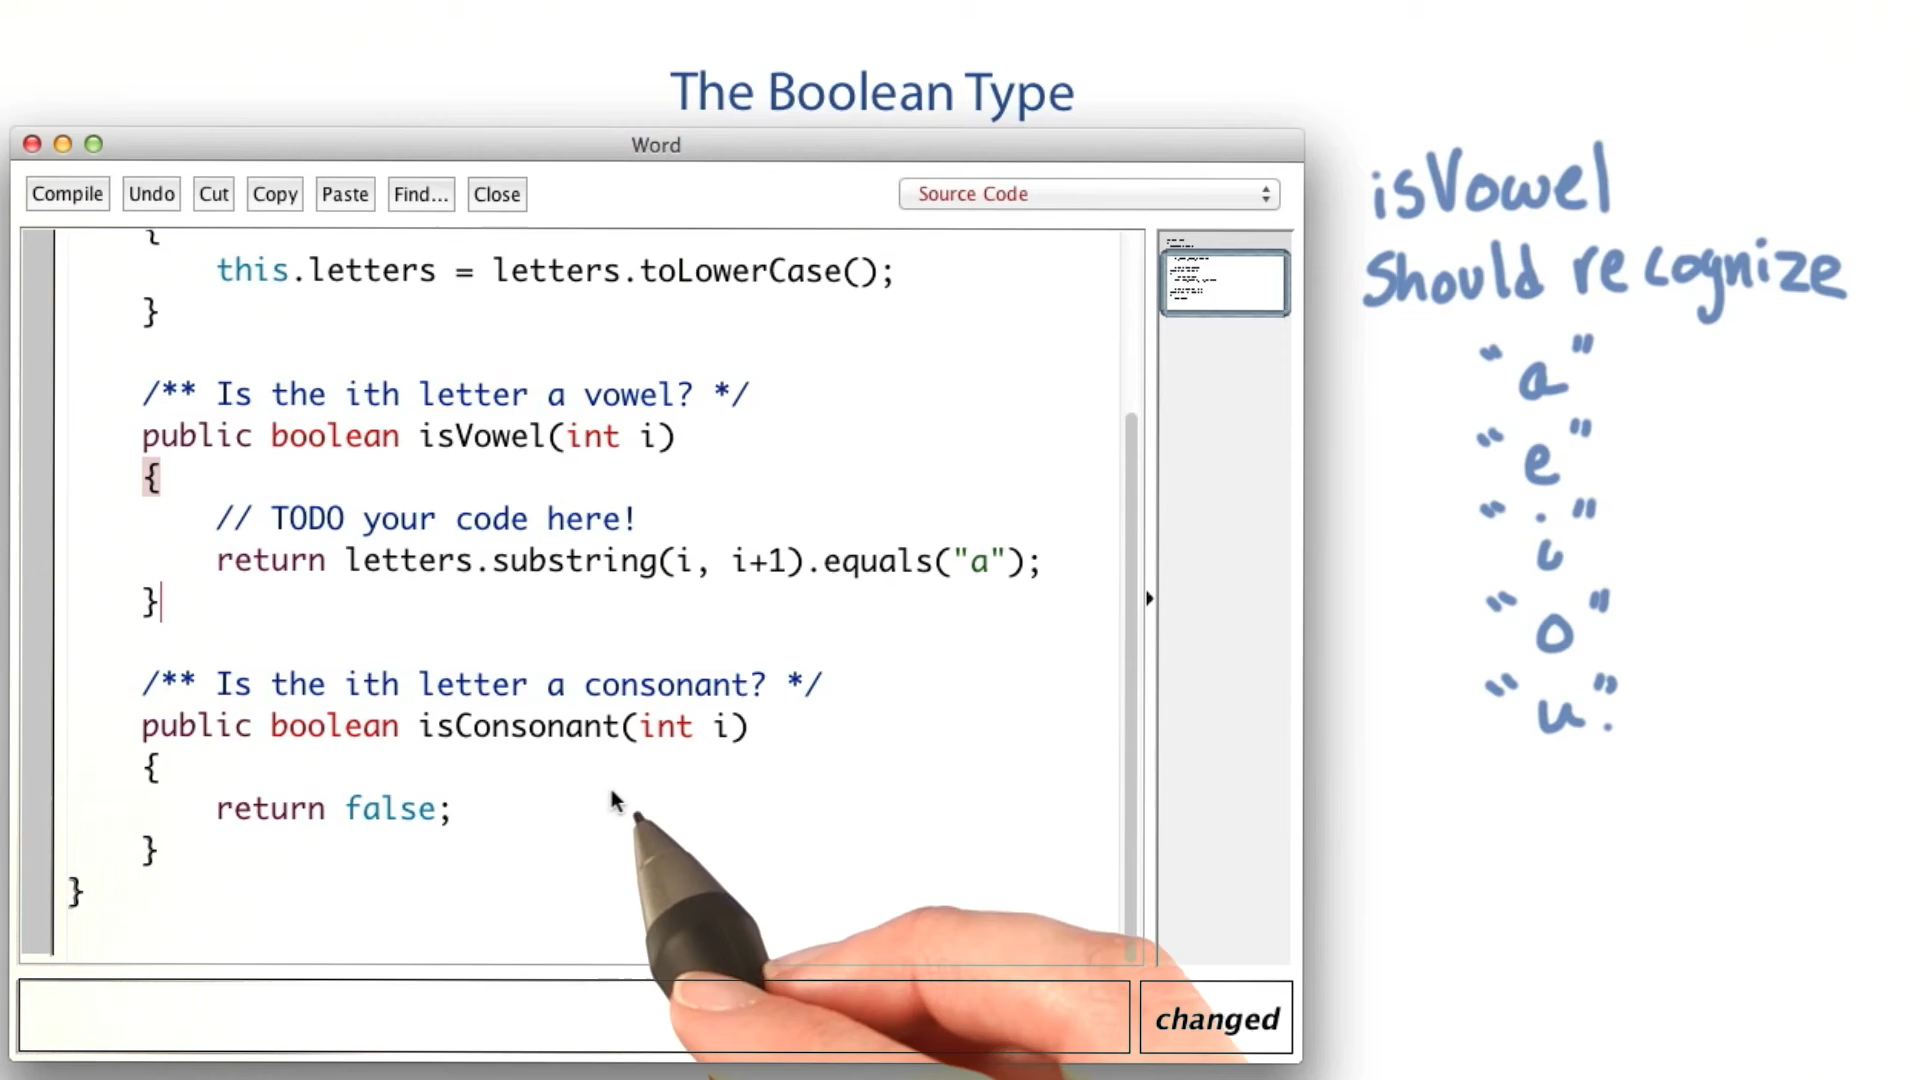 The Boolean Type
Word
Compile Undo Cut Copy Paste Find... Close Source Code
{
this.letters = letters.toLowerCase();
}
/** Is the ith letter a vowel? */
public boolean isVowel(int i)
{
// TODO your code here!
return letters.substring(i, i+1).equals("a");
}
/** Is the ith letter a consonant? */
public boolean isConsonant(int i)
{
return false;
}
}
changed
isVowel
should recognize
"a"
"e"
"i"
"o"
"u".